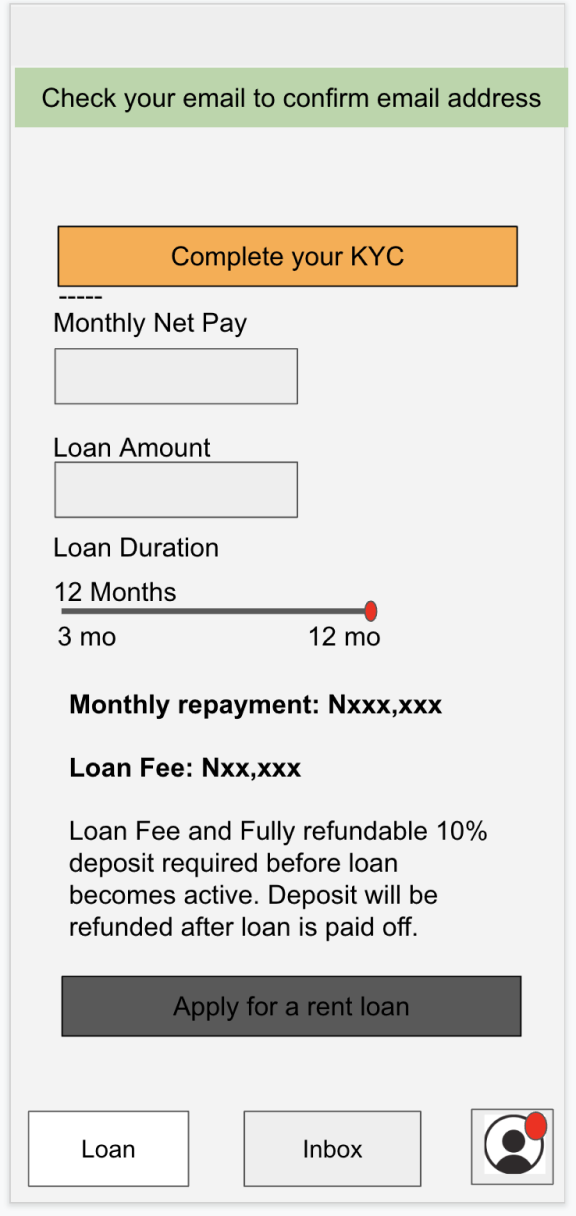 Check your email to confirm email address
Complete your KYC
-----
Monthly Net Pay
Loan Amount
Loan Duration
12 Months
3 mo 12 mo
Monthly repayment: Nxxx,xxx
Loan Fee: Nxx,xxx
Loan Fee and Fully refundable 10%
deposit required before loan
becomes active. Deposit will be
refunded after loan is paid off.
Apply for a rent loan
Loan Inbox